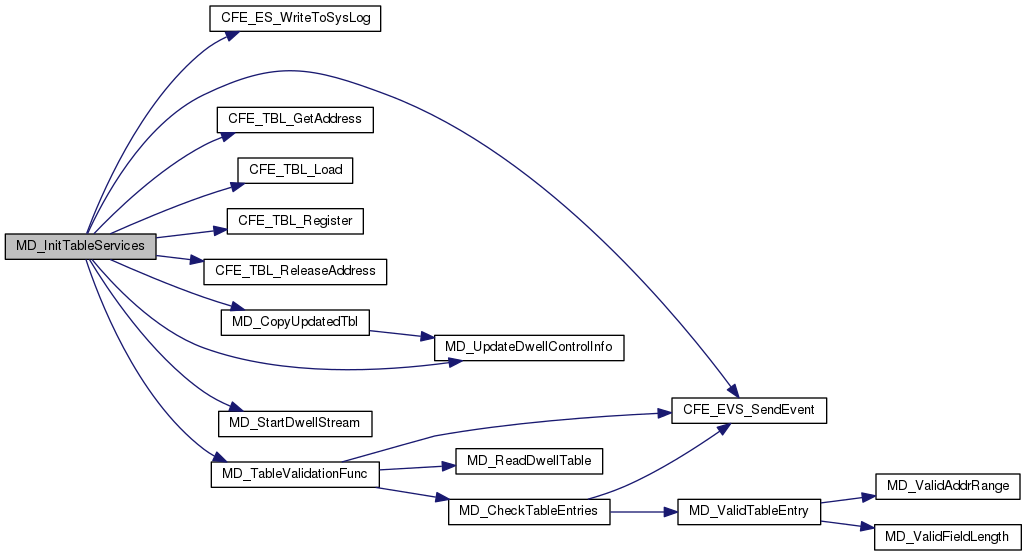 CFE_ES_WriteToSysLog
CFE_TBL_GetAddress
CFE_TBL_Load
CFE_TBL_Register
MD_InitTableServices
CFE_TBL_ReleaseAddress
MD_CopyUpdatedTbl
MD_UpdateDwellControlInfo
CFE_EVS_SendEvent
MD_StartDwellStream
MD_ReadDwellTable
MD_TableValidationFunc
MD_ValidAddrRange
MD_CheckTableEntries
MD_ValidTableEntry
MD_ValidFieldLength